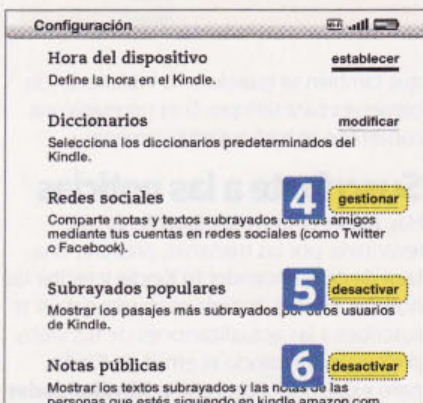 Configuración
Hora del dispositivo establecer
Define la hora en el Kindle.
Diccionarios modificar
Selecciona los diccionarios predeterminados del
Kindle.
Redes sociales 4 gestionar
Comparte notas y textos subrayados con tus amigos
mediante tus cuentas en redes sociales (como Twitter
o Facebook).
Subrayados populares 5 desactivar
Mostrar los pasajes más subrayados por otros usuarios
de Kindle.
Notas públicas 6 desactivar
Mostrar los textos subrayados y las notas de las
personas que estés siguiendo en kindle.amazon.com